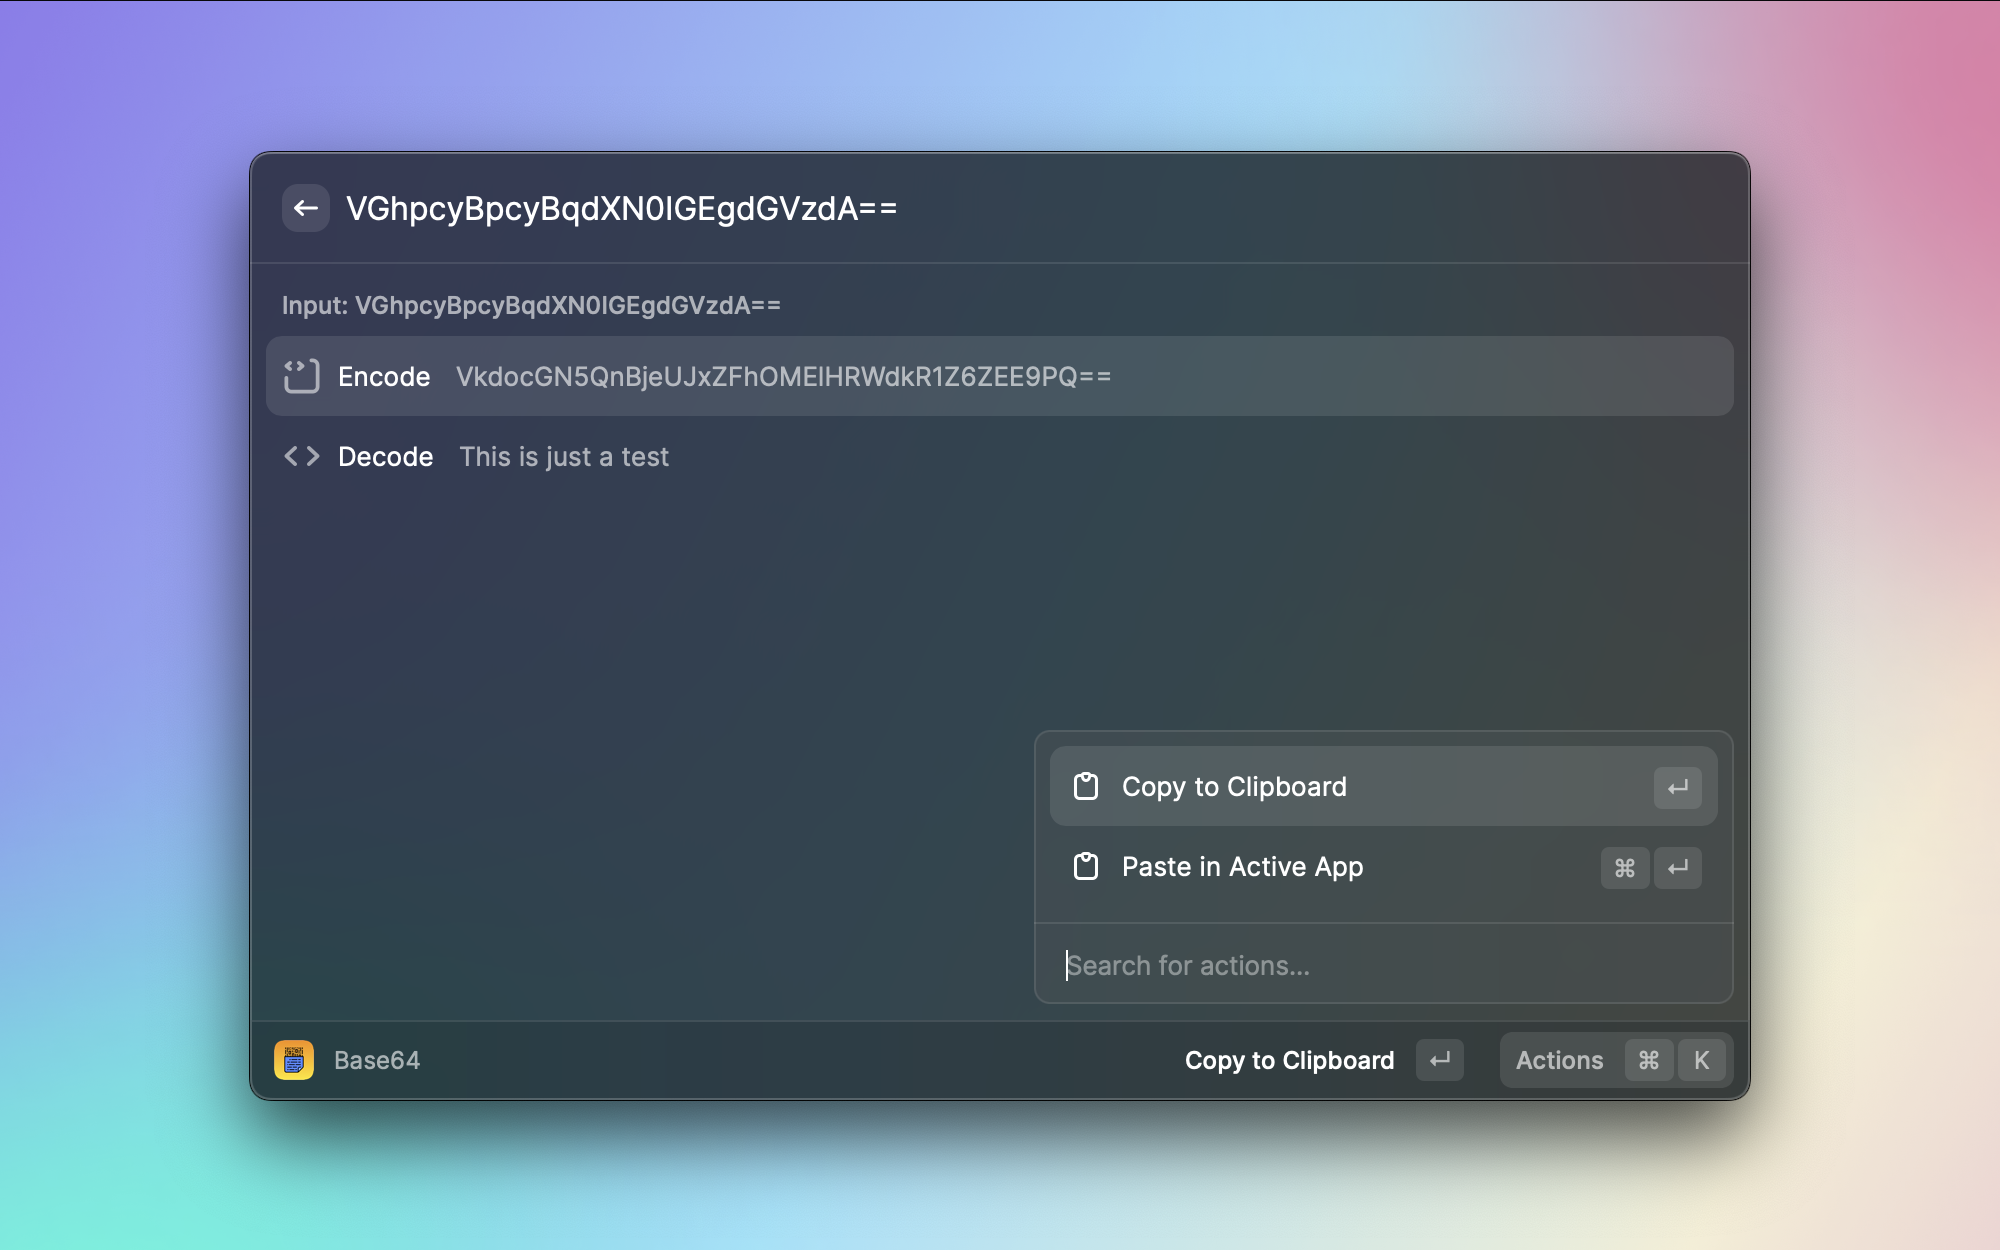 VGhpcyBpcyBqdXN0IGEgdGVzdA==
Input: VGhpcyBpcyBqdXN0IGEgdGVzdA==
Encode VkdocGN5QnBjeUJxZFhOMElHRWdkR1Z6ZEE9PQ==
Decode This is just a test
Copy to Clipboard ↵
Paste in Active App ⌘ ↵
Search for actions...
Base64 Copy to Clipboard ↵ Actions ⌘ K